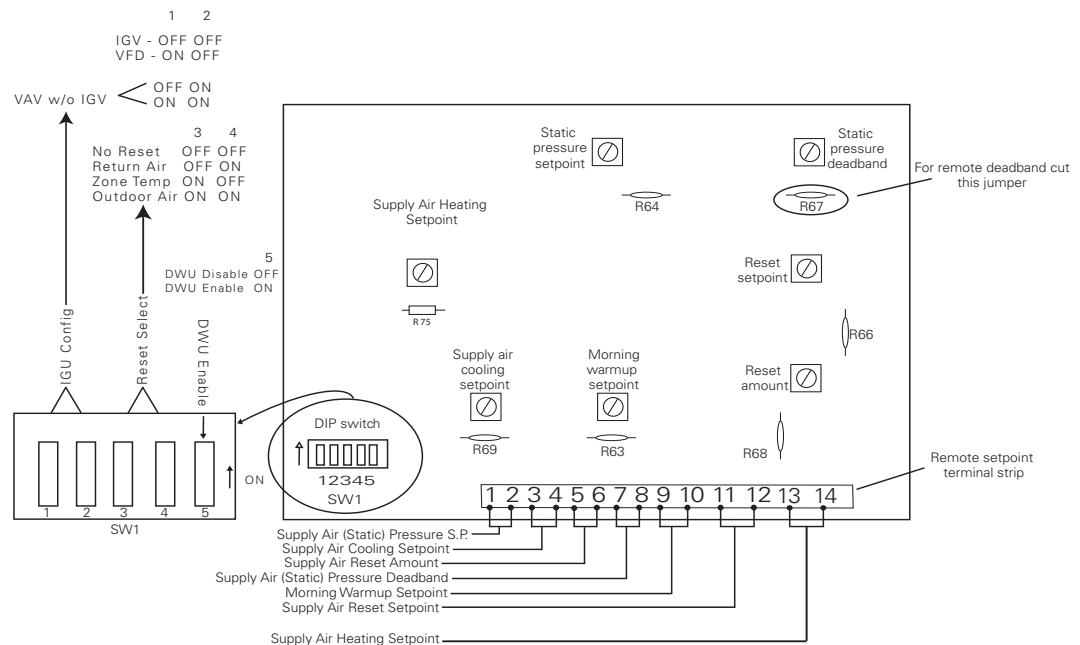 1 2
IGV - OFF OFF
VFD - ON OFF
VAV w/o IGV
OFF ON
ON ON
3 4
No Reset OFF OFF
Return Air OFF ON
Zone Temp ON OFF
Outdoor Air ON ON
5
DWU Disable OFF
DWU Enable ON
IGU Config
Reset Select
DWU Enable
1 2 3 4 5
ON
SW1
Static
pressure
setpoint
Static
pressure
deadband
R64
R67
For remote deadband cut
this jumper
Supply Air Heating
Setpoint
R 75
Reset
setpoint
R66
Supply air
cooling
setpoint
R69
Morning
warmup
setpoint
R63
Reset
amount
R68
DIP switch
12345
SW1
Remote setpoint
terminal strip
1 2 3 4 5 6 7 8 9 10 11 12 13 14
Supply Air (Static) Pressure S.P.
Supply Air Cooling Setpoint
Supply Air Reset Amount
Supply Air (Static) Pressure Deadband
Morning Warmup Setpoint
Supply Air Reset Setpoint
Supply Air Heating Setpoint